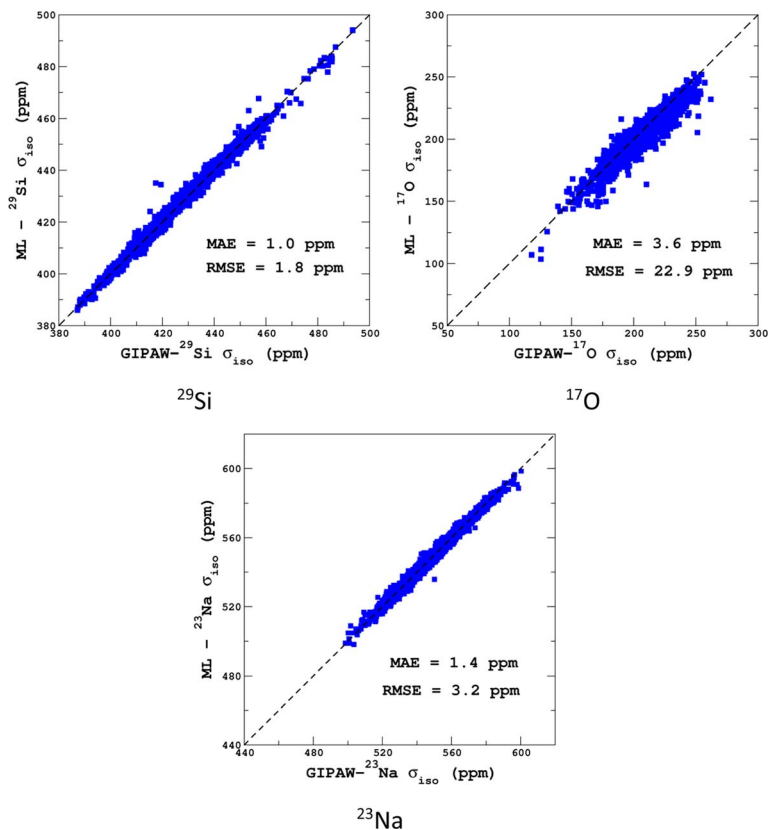 500
480
460
440
420
400
380
ML - ²⁹Si σiso (ppm)
MAE = 1.0 ppm
RMSE = 1.8 ppm
400 420 440 460 480 500
GIPAW-²⁹Si σiso (ppm)
²⁹Si
300
250
200
150
100
50
ML - ¹⁷O σiso (ppm)
MAE = 3.6 ppm
RMSE = 22.9 ppm
50 100 150 200 250 300
GIPAW-¹⁷O σiso (ppm)
¹⁷O
600
560
520
480
440
ML - ²³Na σiso (ppm)
MAE = 1.4 ppm
RMSE = 3.2 ppm
440 480 520 560 600
GIPAW-²³Na σiso (ppm)
²³Na